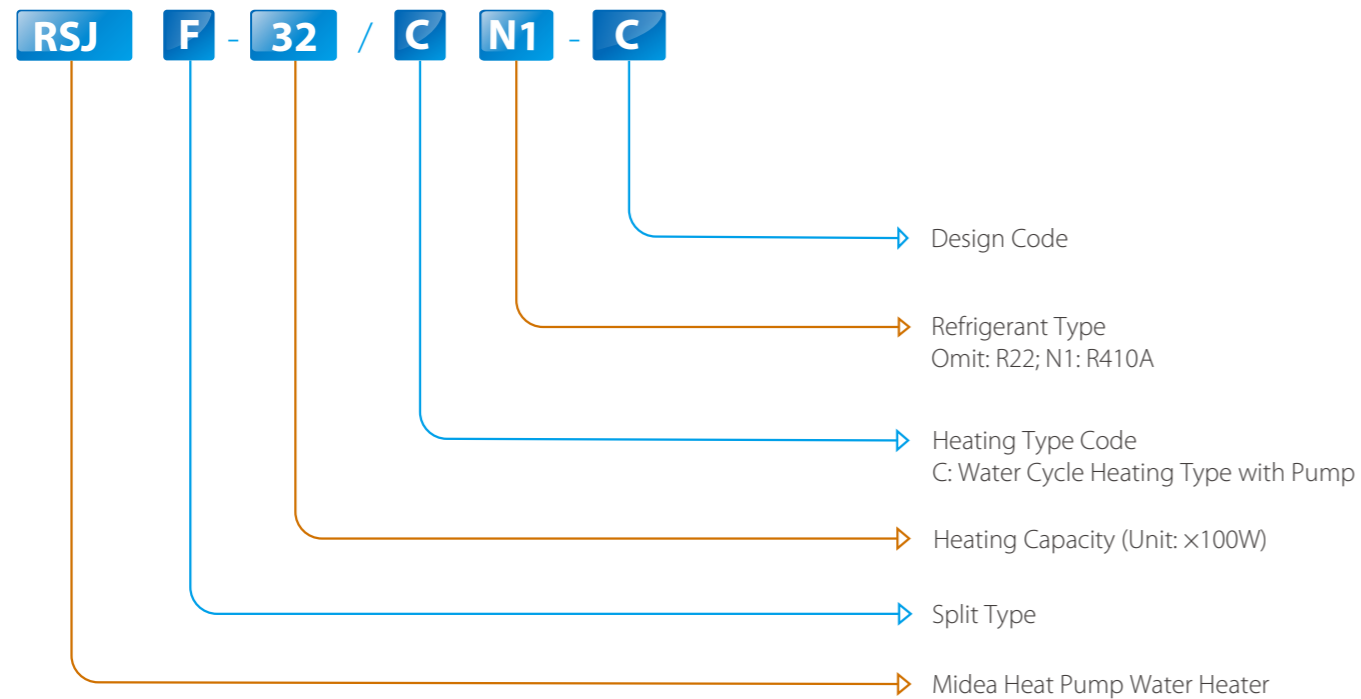 RSJ F - 32 / C N1 - C
Design Code
Refrigerant Type
Omit: R22; N1: R410A
Heating Type Code
C: Water Cycle Heating Type with Pump
Heating Capacity (Unit: ×100W)
Split Type
Midea Heat Pump Water Heater